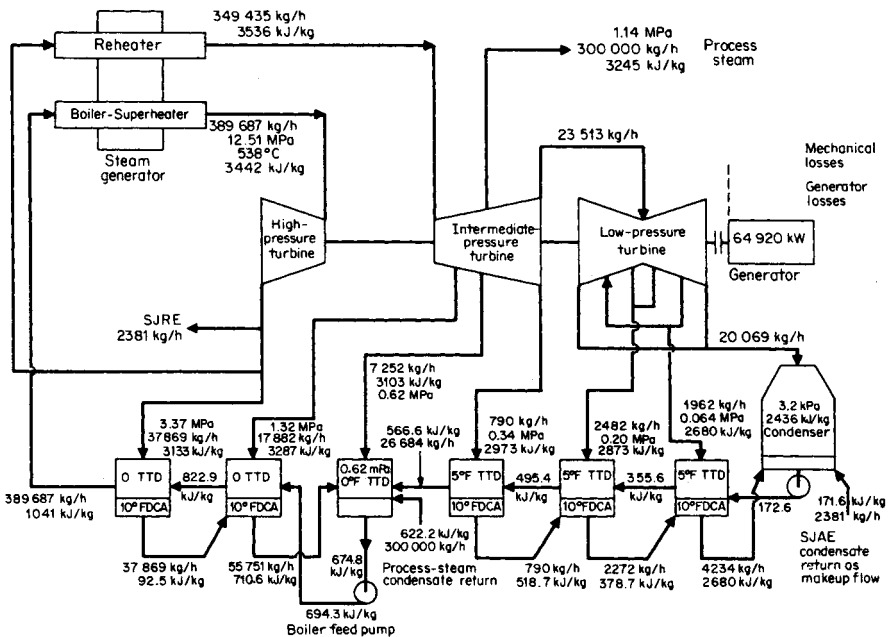 349 435 kg/h
3536 kJ/kg
Reheater
1.14 MPa
300 000 kg/h
3245 kJ/kg
Process
steam
Boiler-Superheater
389 687 kg/h
12.51 MPa
538°C
3442 kJ/kg
Steam
generator
23 513 kg/h
Mechanical
losses
Generator
losses
High-
pressure
turbine
Intermediate-
pressure
turbine
Low-pressure
turbine
64 920 kW
Generator
SJRE
2381 kg/h
20 069 kg/h
7 252 kg/h
3103 kJ/kg
0.62 MPa
3.37 MPa
37869 kg/h
3133 kJ/kg
1.32 MPa
17 882 kg/h
3287 kJ/kg
566.6 kJ/kg
26 684 kg/h
790 kg/h
0.34 MPa
2973 kJ/kg
2482 kg/h
0.20 MPa
2873 kJ/kg
1962 kg/h
0.064 MPa
2680 kJ/kg
3.2 kPa
2436 kJ/kg
Condenser
0 TTD
10° FDCA
822.9
kJ/kg
0 TTD
10° FDCA
0.62 mPa
0°F TTD
5°F TTD
10° FDCA
495.4
kJ/kg
5°F TTD
10° FDCA
355.6
kJ/kg
5°F TTD
10° FDCA
172.6
389 687 kg/h
1041 kJ/kg
171.6 kJ/kg
2381 kg/h
SJAE
condensate
return as
makeup flow
37 869 kg/h
92.5 kJ/kg
55 751 kg/h
710.6 kJ/kg
674.8
kJ/kg
622.2 kJ/kg
300 000 kg/h
Process-steam
condensate return
790 kg/h
518.7 kJ/kg
2272 kg/h
378.7 kJ/kg
4234 kg/h
2680 kJ/kg
694.3 kJ/kg
Boiler feed pump